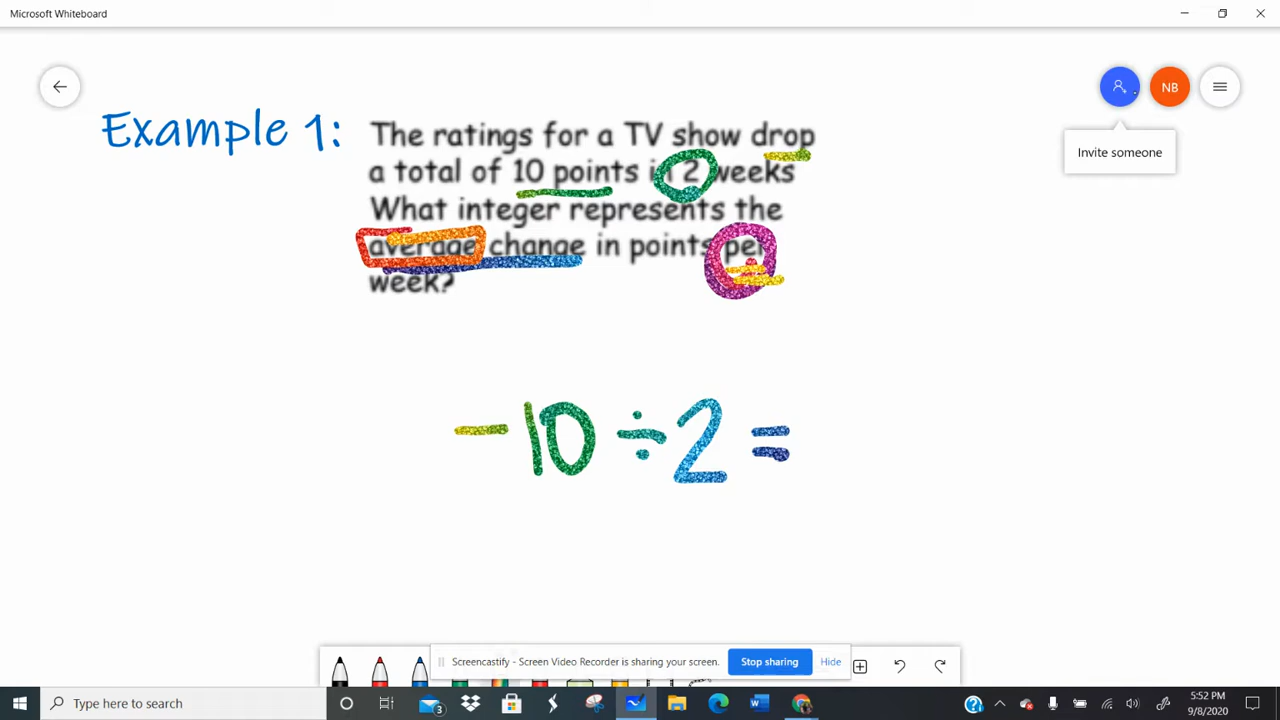 Microsoft Whiteboard
NB
Invite someone
Example 1:
The ratings for a TV show drop
a total of 10 points in 2 weeks
What integer represents the
average change in points per
week?
-10 ÷ 2 =
Screencastify - Screen Video Recorder is sharing your screen.
Stop sharing
Hide
Type here to search
3
5:52 PM
9/8/2020